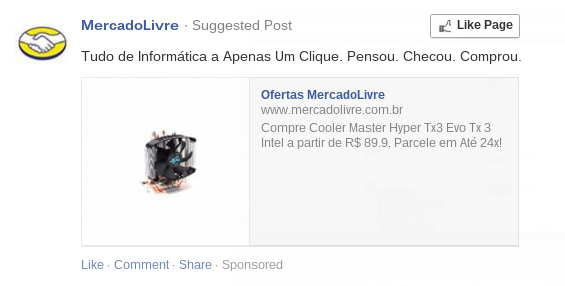 MercadoLivre · Suggested Post
Like Page
Tudo de Informática a Apenas Um Clique. Pensou. Checou. Comprou.
Ofertas MercadoLivre
www.mercadolivre.com.br
Compre Cooler Master Hyper Tx3 Evo Tx 3
Intel a partir de R$ 89.9. Parcele em Até 24x!
Like · Comment · Share · Sponsored